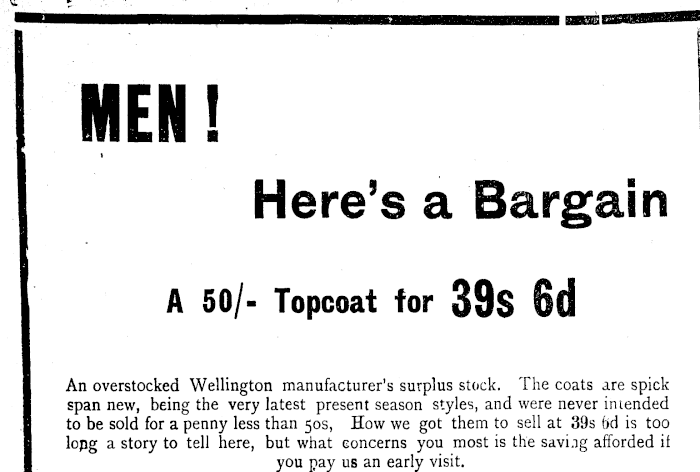 MEN !
Here's a Bargain
A 50/- Topcoat for 39s 6d
An overstocked Wellington manufacturer's surplus stock. The coats are spick
span new, being the very latest present season styles, and were never intended
to be sold for a penny less than 50s, How we got them to sell at 39s 6d is too
long a story to tell here, but what concerns you most is the saving afforded if
you pay us an early visit.